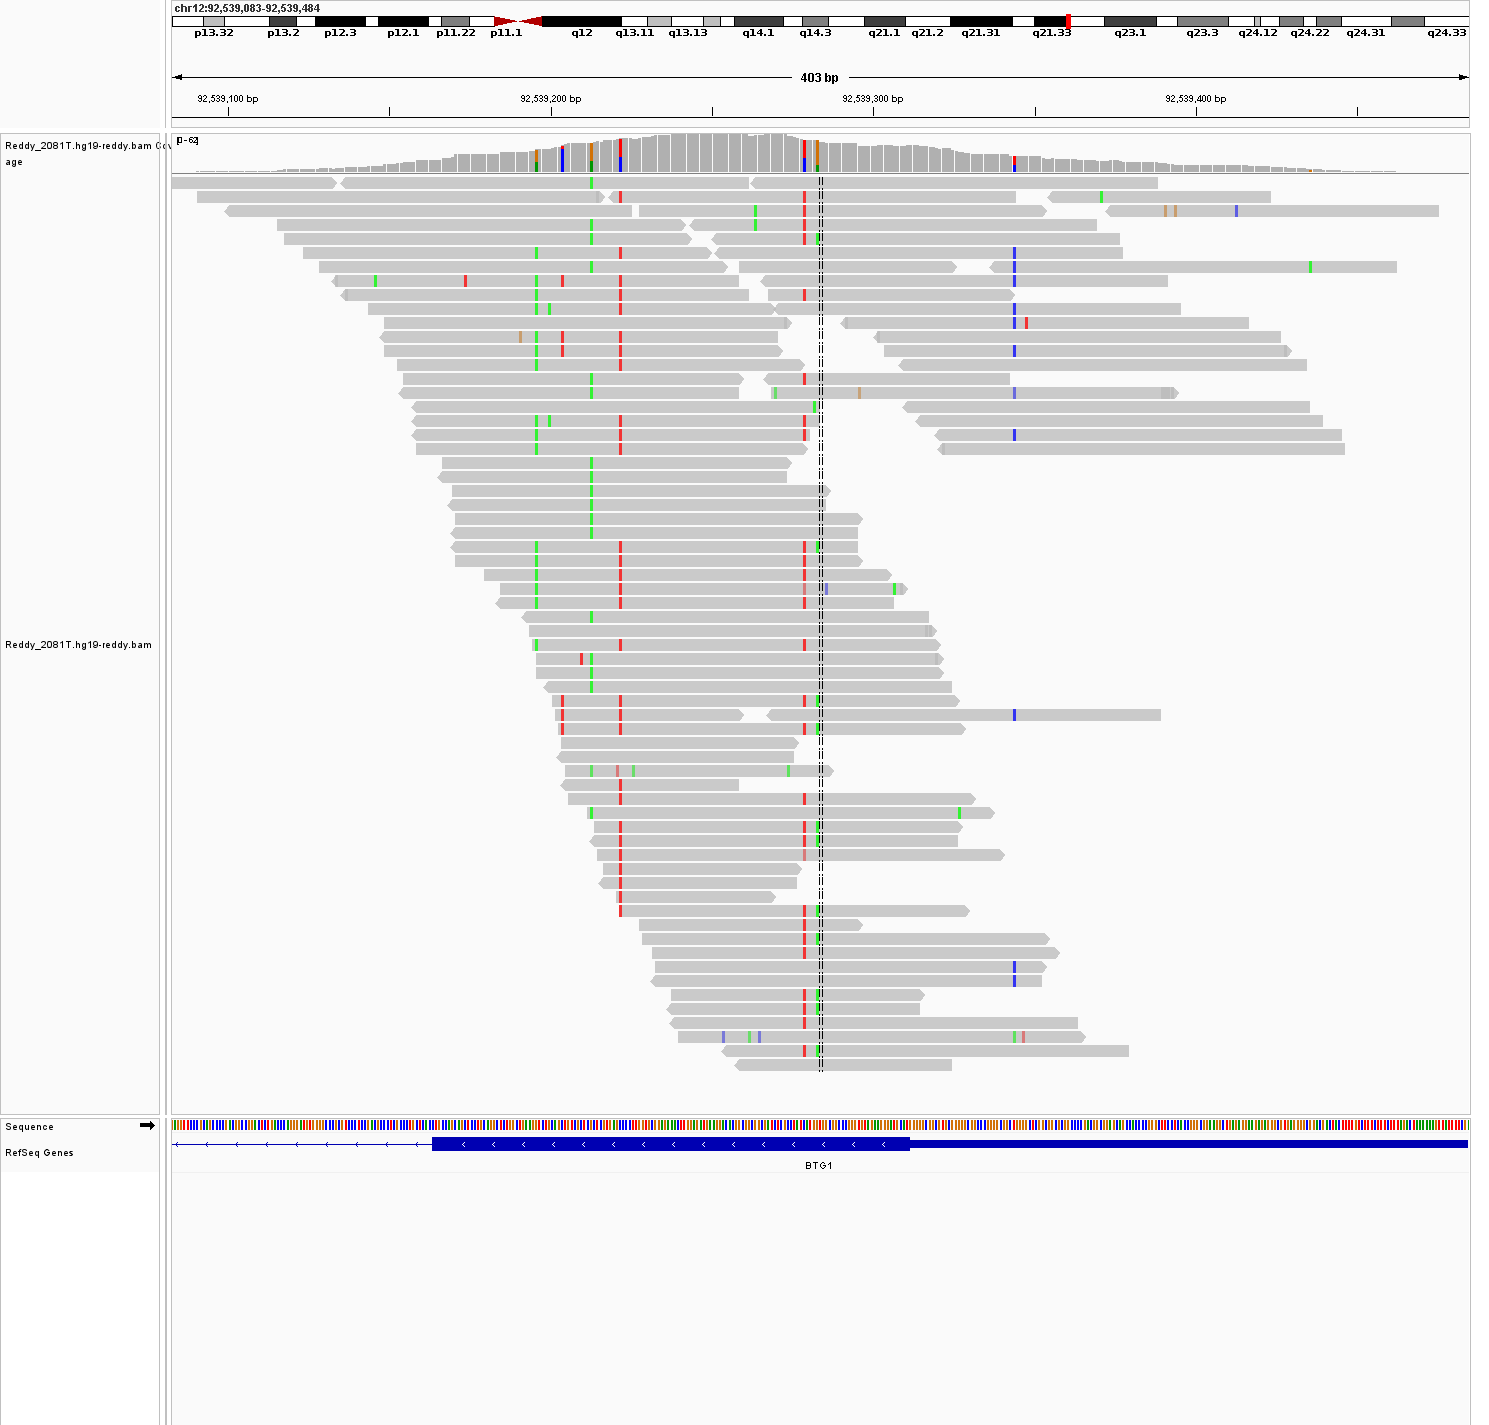 chr12:92,539,083-92,539,484
p13.32 p13.2 p12.3 p12.1 p11.22 p11.1 q12 q13.11 q13.13 q14.1 q14.3 q21.1 q21.2 q21.31 q21.33 q23.1 q23.3 q24.12 q24.22 q24.31 q24.33
403 bp
92,539,100 bp 92,539,200 bp 92,539,300 bp 92,539,400 bp
[0-62]
Reddy_2081T.hg19-reddy.bam Cov
age
Reddy_2081T.hg19-reddy.bam
Sequence
RefSeq Genes
BTG1